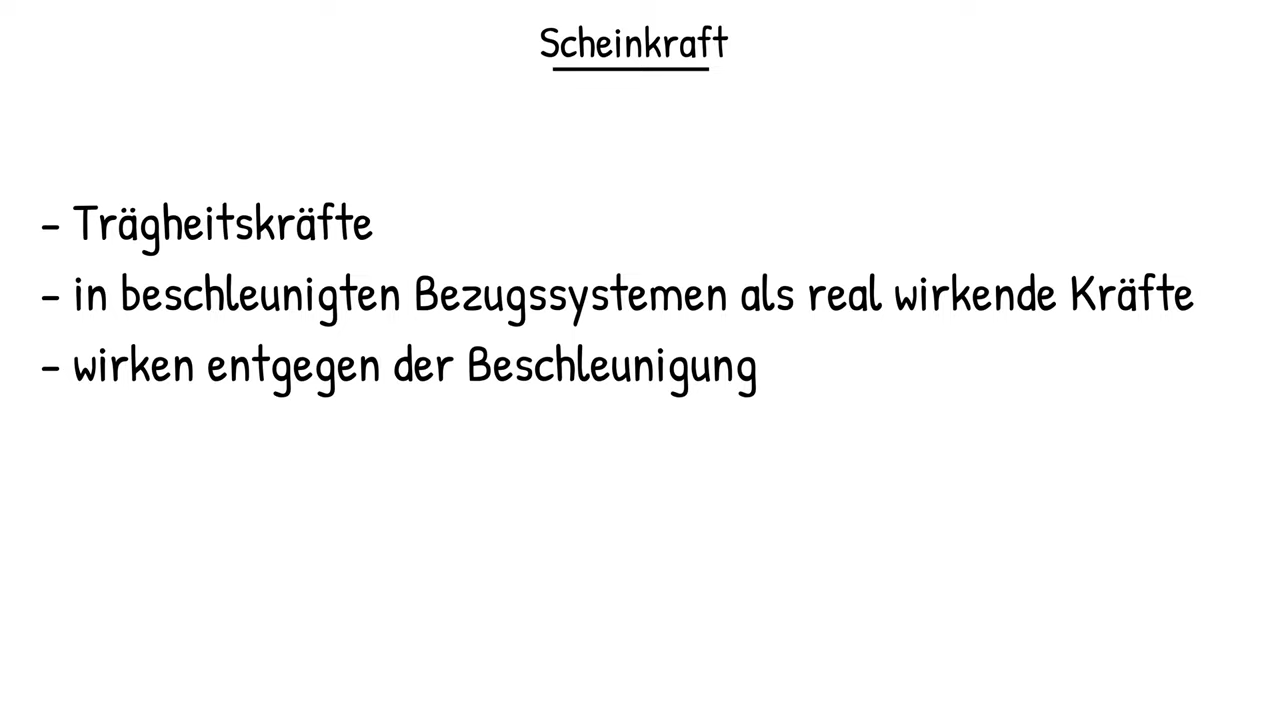 Scheinkraft
- Trägheitskräfte
- in beschleunigten Bezugssystemen als real wirkende Kräfte
- wirken entgegen der Beschleunigung